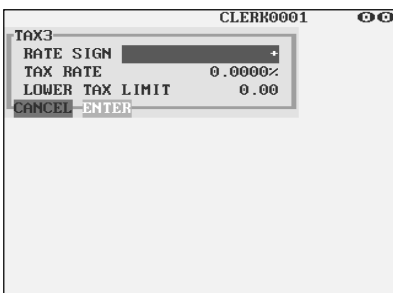 CLERK0001
TAX3
RATE SIGN +
TAX RATE 0.0000%
LOWER TAX LIMIT 0.00
CANCEL ENTER